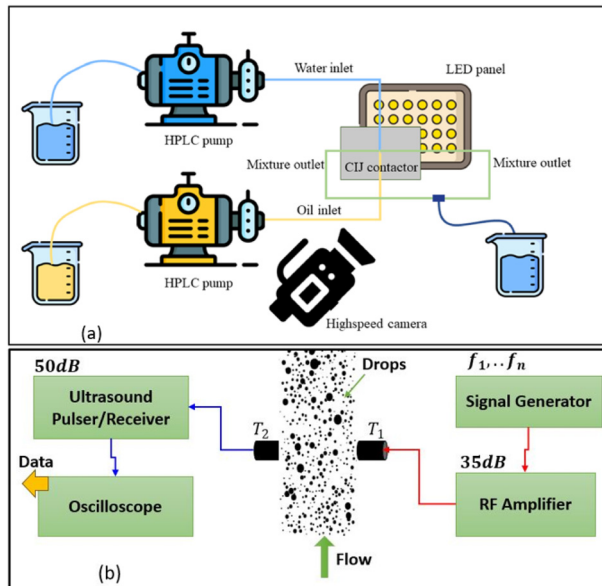 Water inlet
LED panel
HPLC pump
Mixture outlet
CIJ contactor
Mixture outlet
Oil inlet
HPLC pump
Highspeed camera
(a)
50dB
Ultrasound
Pulser/Receiver
Data
Oscilloscope
(b)
Drops
T₂
T₁
Flow
f₁,..fₙ
Signal Generator
35dB
RF Amplifier